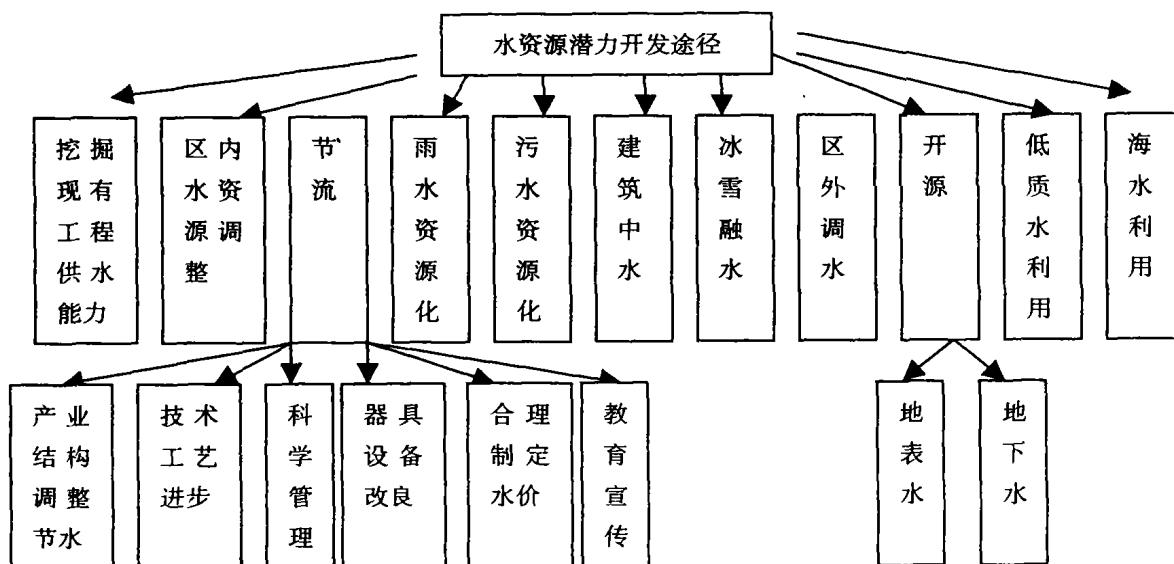 水资源潜力开发途径
挖掘
现有
工程
供水
能力
区内
水资
源调
整
节流
雨水资源化
污水资源化
建筑中水
冰雪融水
区外调水
开源
低质水利用
海水利用
产业
结构
调整
节水
技术
工艺
进步
科学管理
器具
设备
改良
合理
制定
水价
教育宣传
地表水
地下水